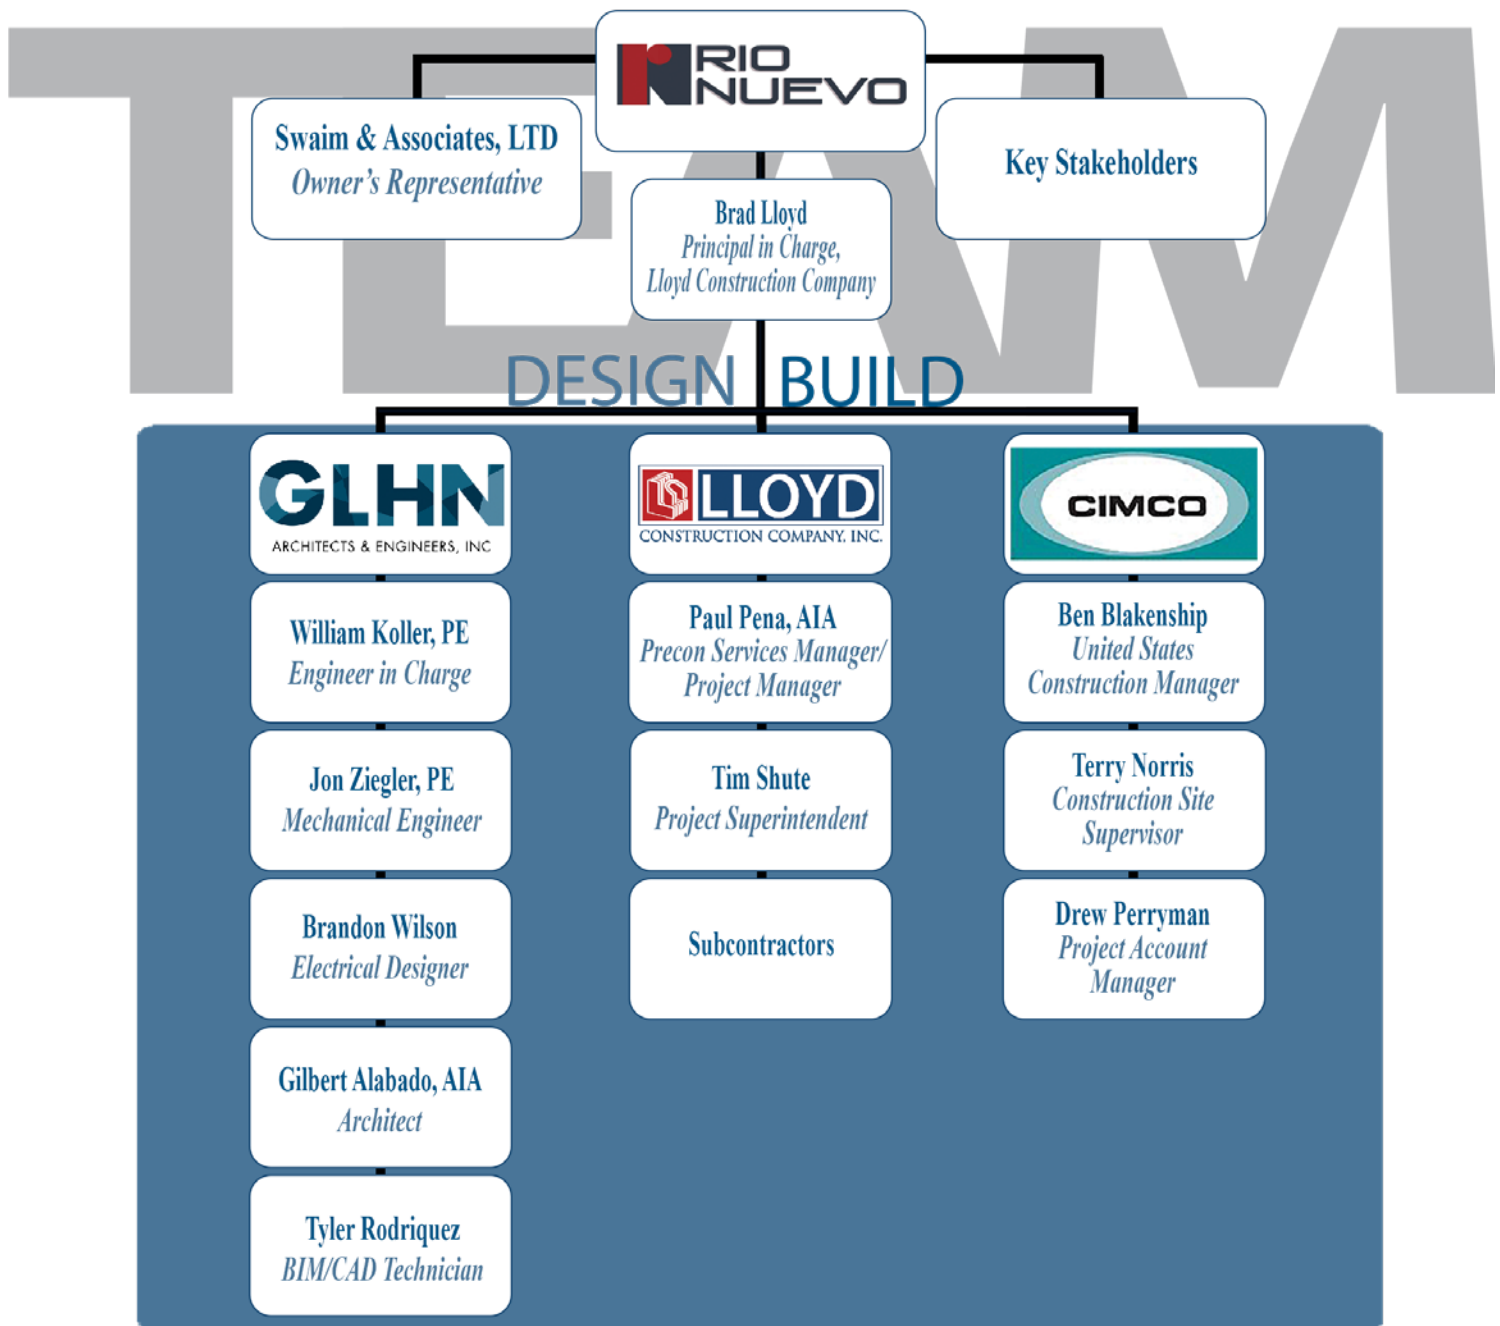 TEAM
RIO
NUEVO
Swaim & Associates, LTD
Owner's Representative
Key Stakeholders
Brad Lloyd
Principal in Charge,
Lloyd Construction Company
DESIGN BUILD
GLHN
ARCHITECTS & ENGINEERS, INC
William Koller, PE
Engineer in Charge
Jon Ziegler, PE
Mechanical Engineer
Brandon Wilson
Electrical Designer
Gilbert Alabado, AIA
Architect
Tyler Rodriquez
BIM/CAD Technician
LLOYD
CONSTRUCTION COMPANY, INC.
Paul Pena, AIA
Precon Services Manager/
Project Manager
Tim Shute
Project Superintendent
Subcontractors
CIMCO
Ben Blakenship
United States
Construction Manager
Terry Norris
Construction Site
Supervisor
Drew Perryman
Project Account
Manager